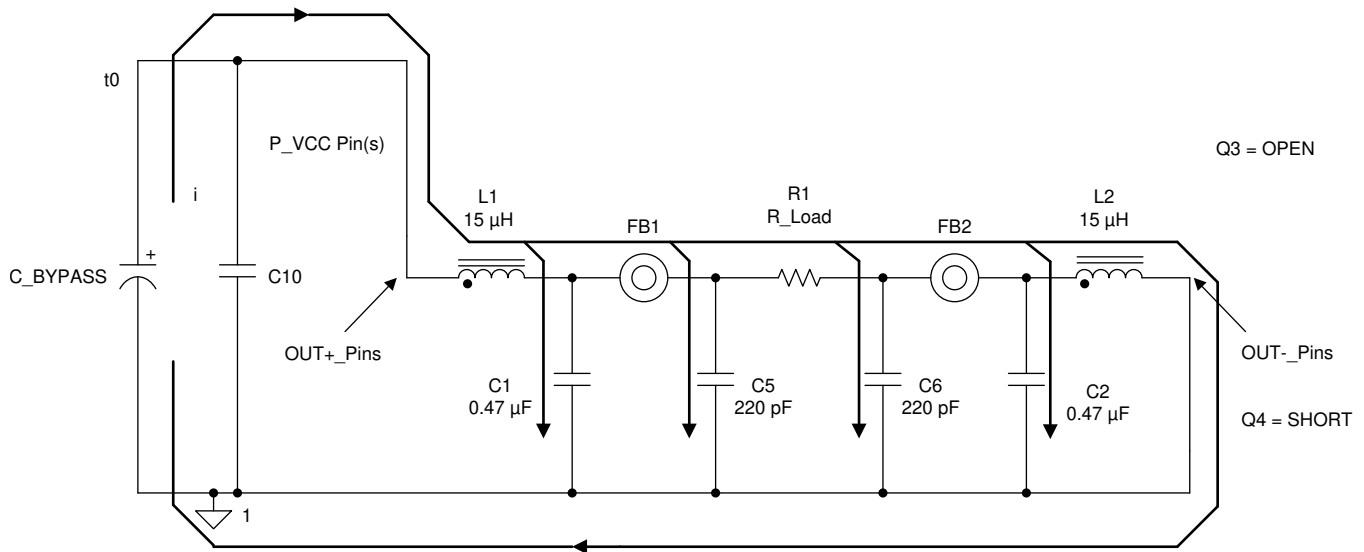 t0
P_VCC Pin(s)
Q3 = OPEN
i
L1
15 µH
FB1
R1
R_Load
FB2
L2
15 µH
+
C_BYPASS
C10
OUT+_Pins
OUT-_Pins
C1
0.47 µF
C5
220 pF
C6
220 pF
C2
0.47 µF
Q4 = SHORT
1